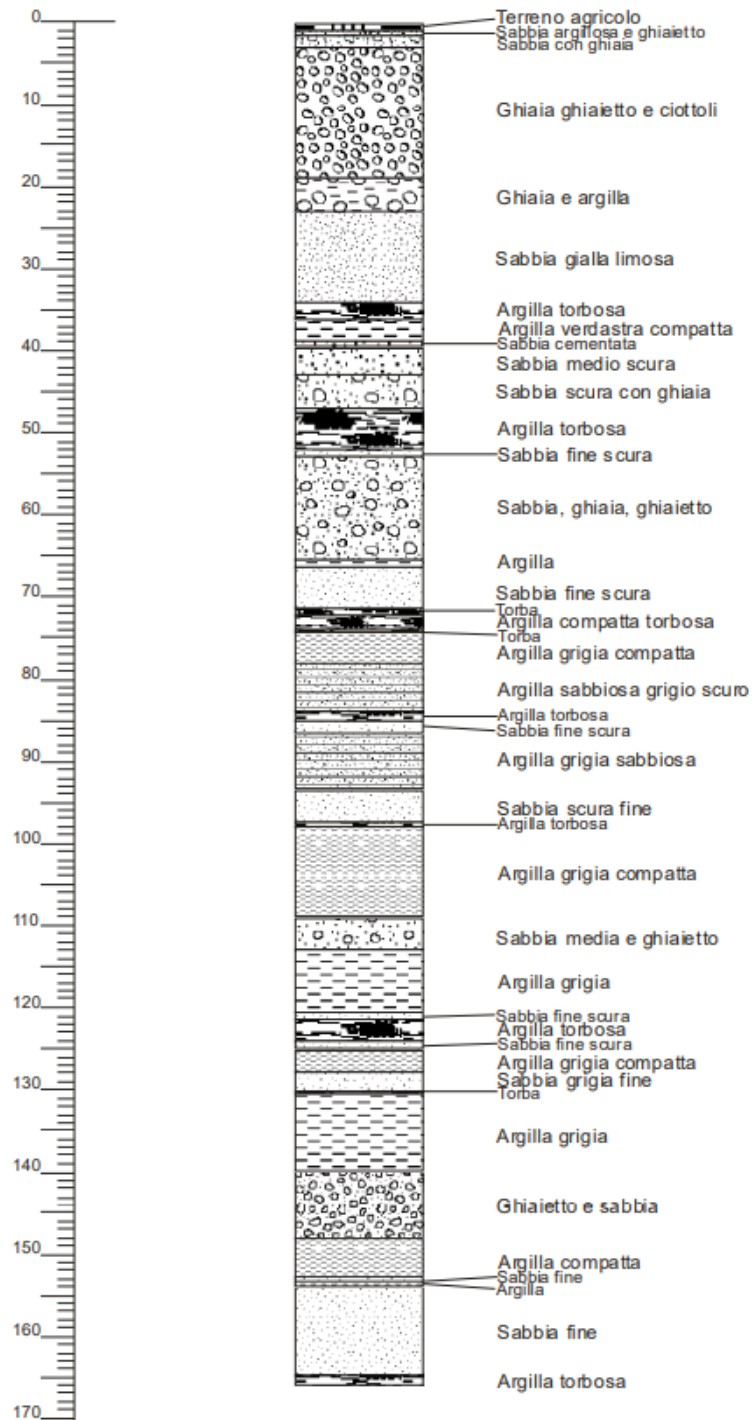 0
Terreno agricolo
Sabbia argillosa e ghiaietto
Sabbia con ghiaia
10
Ghiaia ghiaietto e ciottoli
20
Ghiaia e argilla
Sabbia gialla limosa
30
Argilla torbosa
Argilla verdastra compatta
Sabbia cementata
40
Sabbia medio scura
Sabbia scura con ghiaia
Argilla torbosa
50
Sabbia fine scura
Sabbia, ghiaia, ghiaietto
60
Argilla
Sabbia fine scura
70
Torba
Argilla compatta torbosa
Torba
Argilla grigia compatta
80
Argilla sabbiosa grigio scuro
Argilla torbosa
Sabbia fine scura
Argilla grigia sabbiosa
90
Sabbia scura fine
Argilla torbosa
100
Argilla grigia compatta
110
Sabbia media e ghiaietto
Argilla grigia
120
Sabbia fine scura
Argilla torbosa
Sabbia fine scura
Argilla grigia compatta
Sabbia grigia fine
130
Torba
Argilla grigia
140
Ghiaietto e sabbia
150
Argilla compatta
Sabbia fine
Argilla
160
Sabbia fine
Argilla torbosa
170